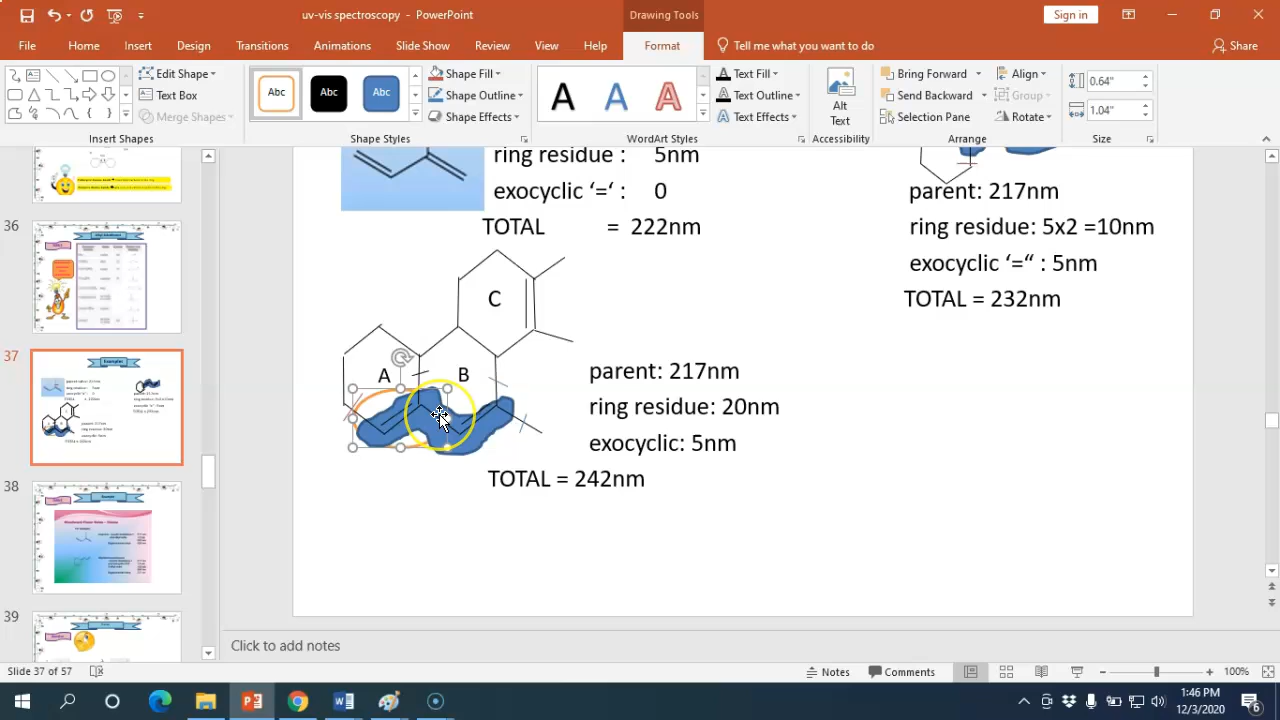 uv-vis spectroscopy - PowerPoint
Drawing Tools
Sign in
File
Home
Insert
Design
Transitions
Animations
Slide Show
Review
View
Help
Format
Tell me what you want to do
Share
Edit Shape
Text Box
Merge Shapes
Insert Shapes
Abc
Abc
Abc
Shape Fill
Shape Outline
Shape Effects
Shape Styles
A
A
A
Text Fill
Text Outline
Text Effects
WordArt Styles
Alt
Text
Accessibility
Bring Forward
Send Backward
Selection Pane
Align
Group
Rotate
Arrange
0.64"
1.04"
Size
36
37
38
39
ring residue : 5nm
exocyclic ‘=‘ : 0
TOTAL = 222nm
parent: 217nm
ring residue: 5x2 =10nm
exocyclic ‘=“ : 5nm
TOTAL = 232nm
C
A
B
parent: 217nm
ring residue: 20nm
exocyclic: 5nm
TOTAL = 242nm
Click to add notes
Slide 37 of 57
Notes
Comments
100%
1:46 PM
12/3/2020
6